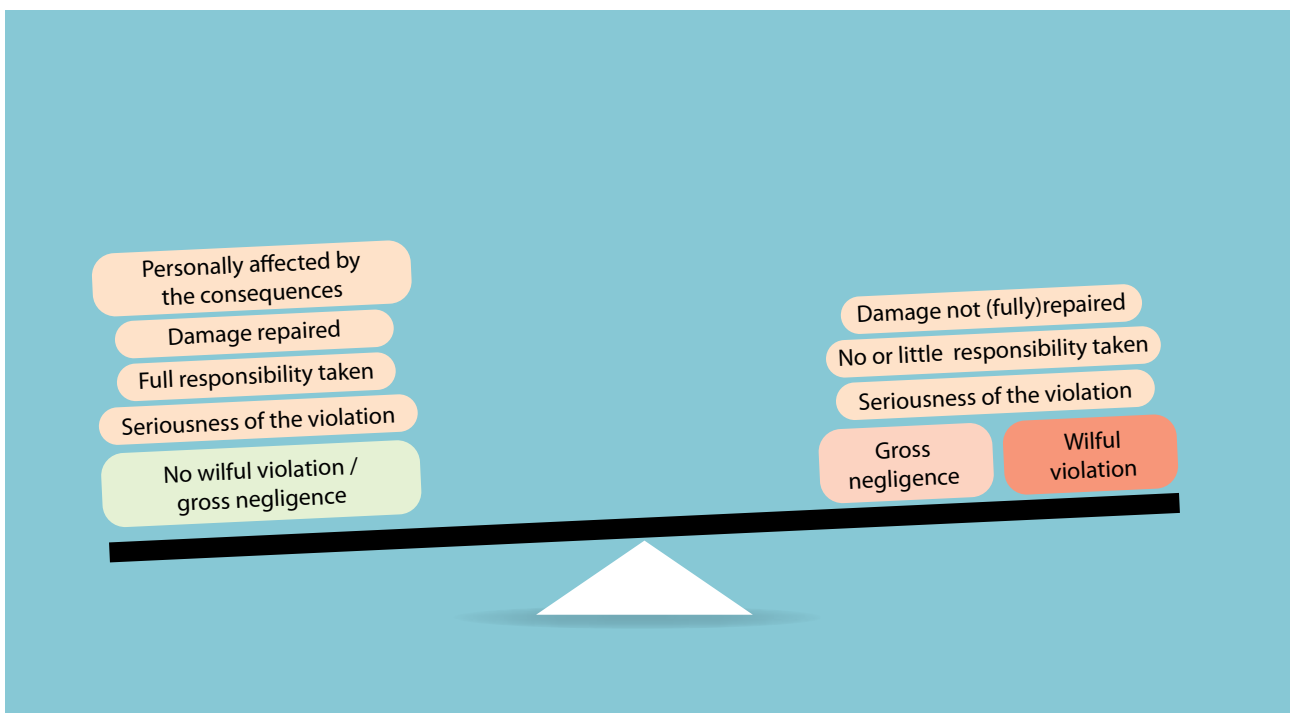 Personally affected by
the consequences
Damage repaired
Full responsibility taken
Seriousness of the violation
No wilful violation /
gross negligence
Damage not (fully)repaired
No or little responsibility taken
Seriousness of the violation
Gross
negligence
Wilful
violation